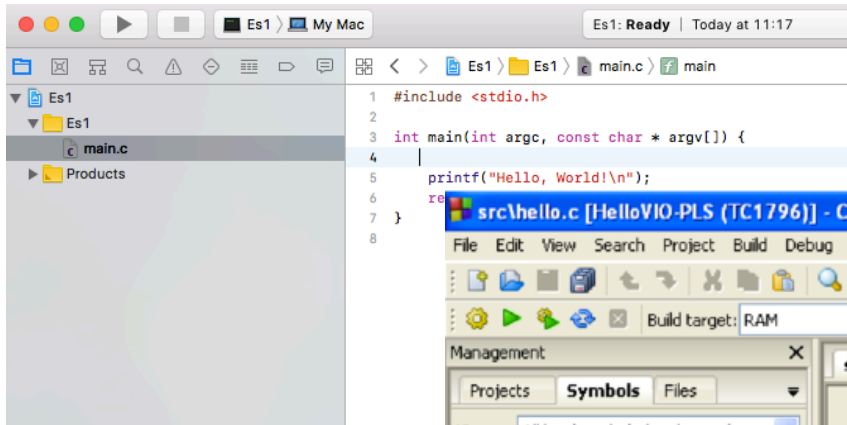 Es1 〉 My Mac
Es1: Ready | Today at 11:17
Es1 〉 Es1 〉 main.c 〉 main
Es1
Es1
main.c
Products
1 #include <stdio.h>
2
3 int main(int argc, const char * argv[]) {
4
5 printf("Hello, World!\n");
6 re
7 }
8
src\hello.c [HelloVIO-PLS (TC1796)] - C
File Edit View Search Project Build Debug
Build target: RAM
Management
Projects Symbols Files